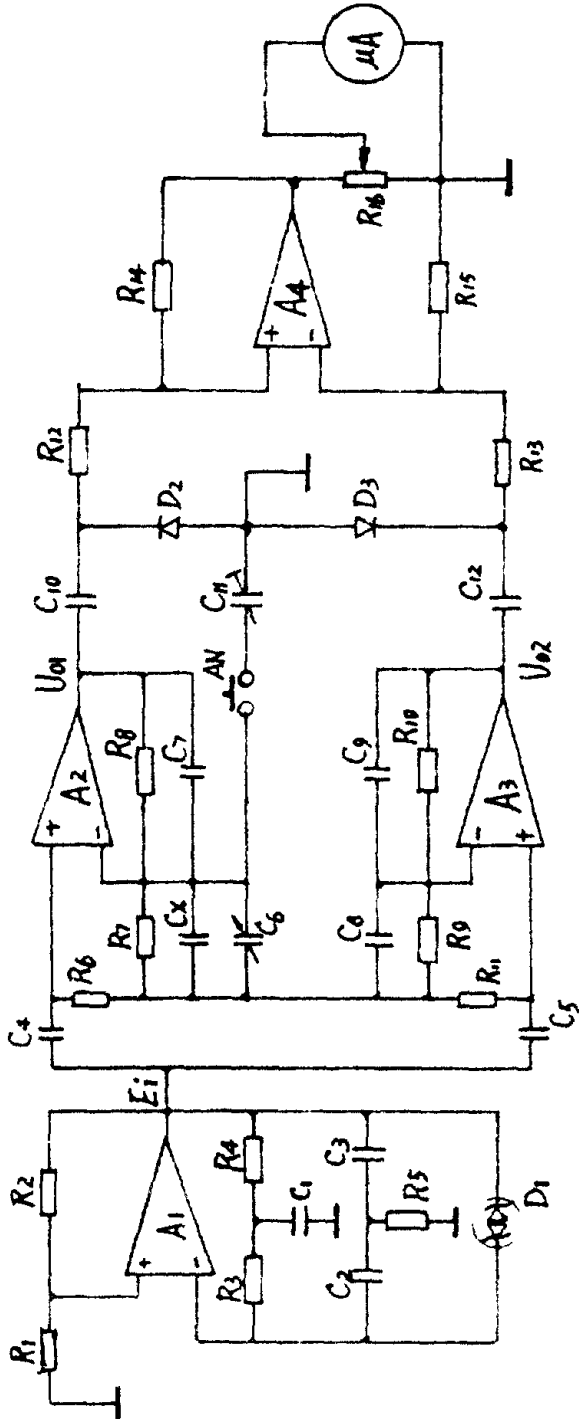 R1
R2
A1
+
-
R3
R4
C1
C2
C3
R5
D1
Ei
C4
C5
R6
R7
Cx
C6
C8
R9
R11
+
-
A2
R8
C7
AN
C9
R10
-
+
A3
U01
U02
C10
C11
C12
D2
D3
R12
R13
R14
+
-
A4
R15
R16
μA